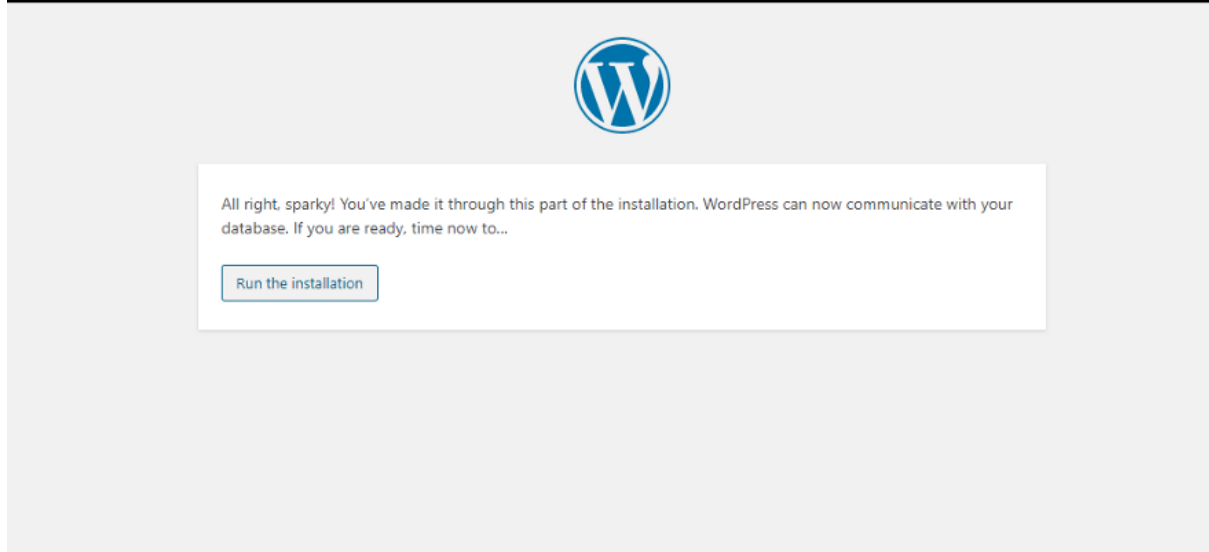 All right, sparky! You’ve made it through this part of the installation. WordPress can now communicate with your
database. If you are ready, time now to…
Run the installation